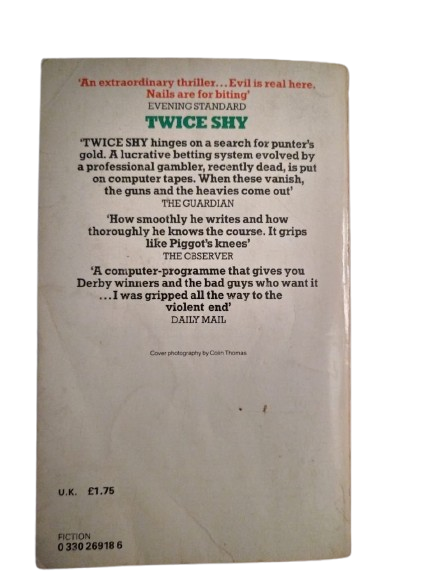 'An extraordinary thriller...Evil is real here.
Nails are for biting'
EVENING STANDARD
TWICE SHY
'TWICE SHY hinges on a search for punter's
gold. A lucrative betting system evolved by
a professional gambler, recently dead, is put
on computer tapes. When these vanish,
the guns and the heavies come out'
THE GUARDIAN
'How smoothly he writes and how
thoroughly he knows the course. It grips
like Piggot's knees'
THE OBSERVER
'A computer-programme that gives you
Derby winners and the bad guys who want it
...I was gripped all the way to the
violent end'
DAILY MAIL
Cover photography by Colin Thomas
U.K. £1.75
FICTION
0 330 26918 6